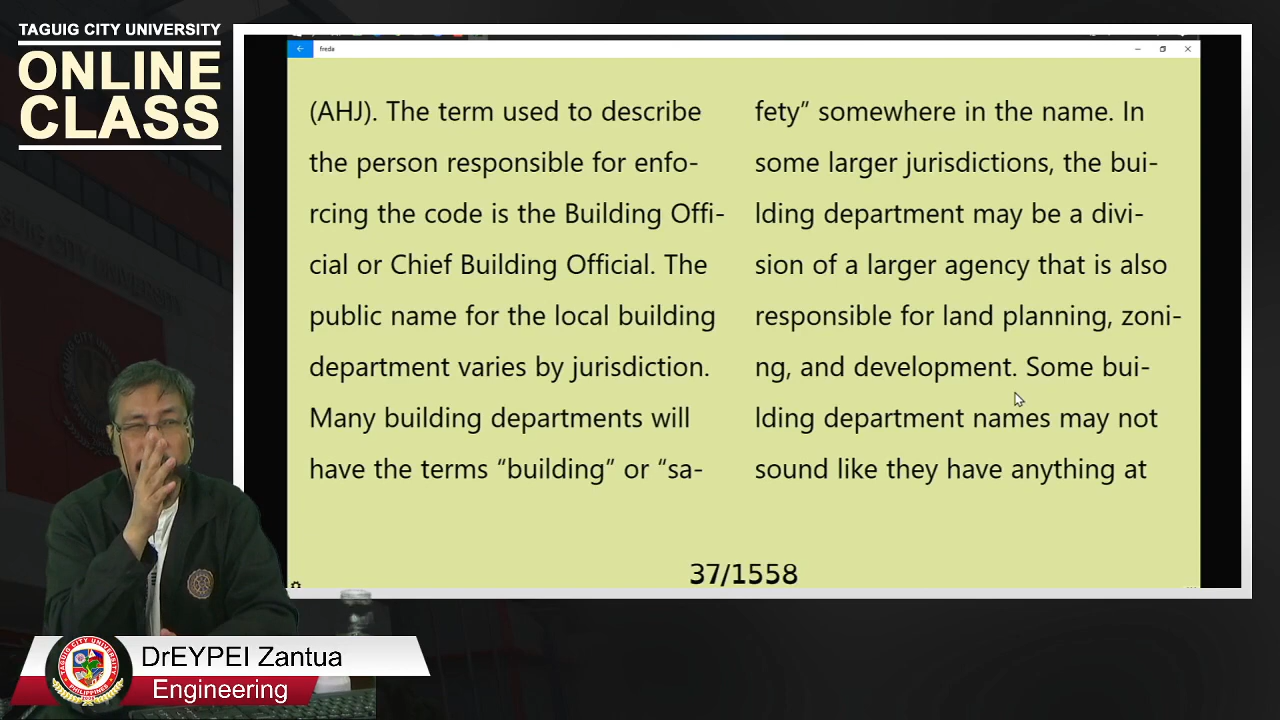 TAGUIG CITY UNIVERSITY
ONLINE
CLASS
freda
(AHJ). The term used to describe
the person responsible for enfo-
rcing the code is the Building Offi-
cial or Chief Building Official. The
public name for the local building
department varies by jurisdiction.
Many building departments will
have the terms “building” or “sa-
fety” somewhere in the name. In
some larger jurisdictions, the bui-
lding department may be a divi-
sion of a larger agency that is also
responsible for land planning, zoni-
ng, and development. Some bui-
lding department names may not
sound like they have anything at
37/1558
DrEYPEI Zantua
Engineering